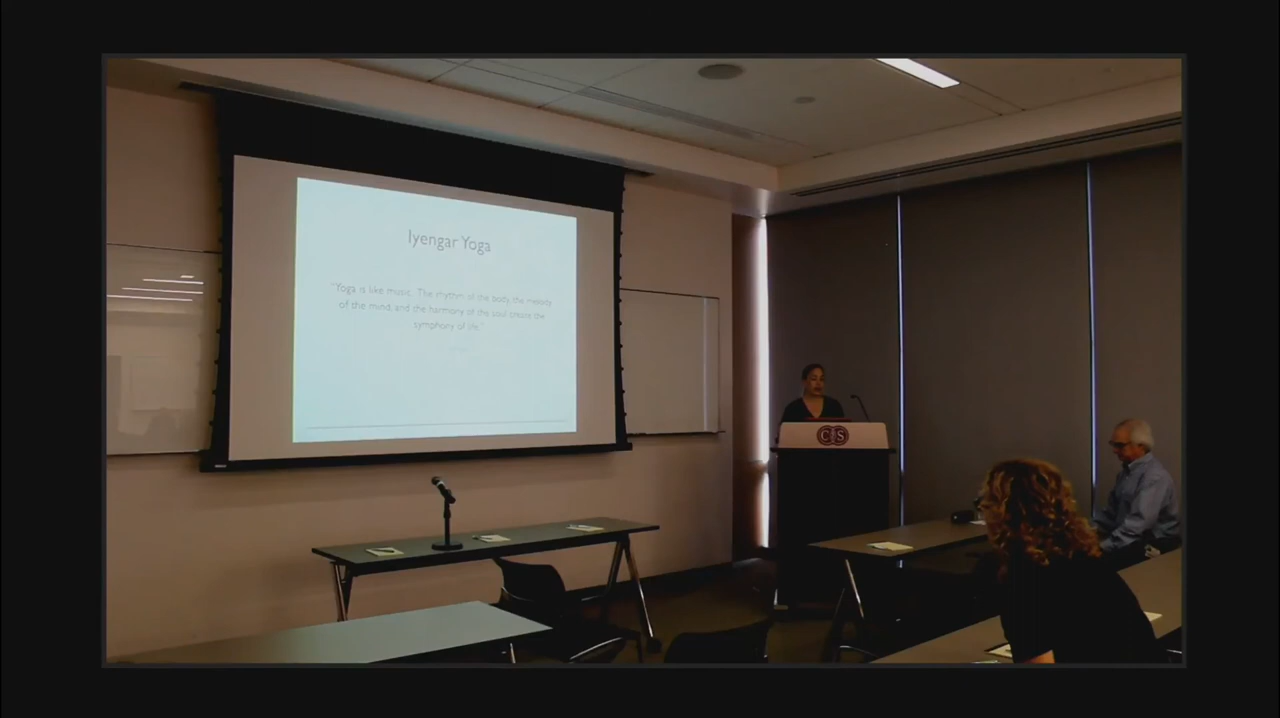 Iyengar Yoga
"Yoga is like music. The rhythm of the body, the melody
of the mind, and the harmony of the soul create the
symphony of life."